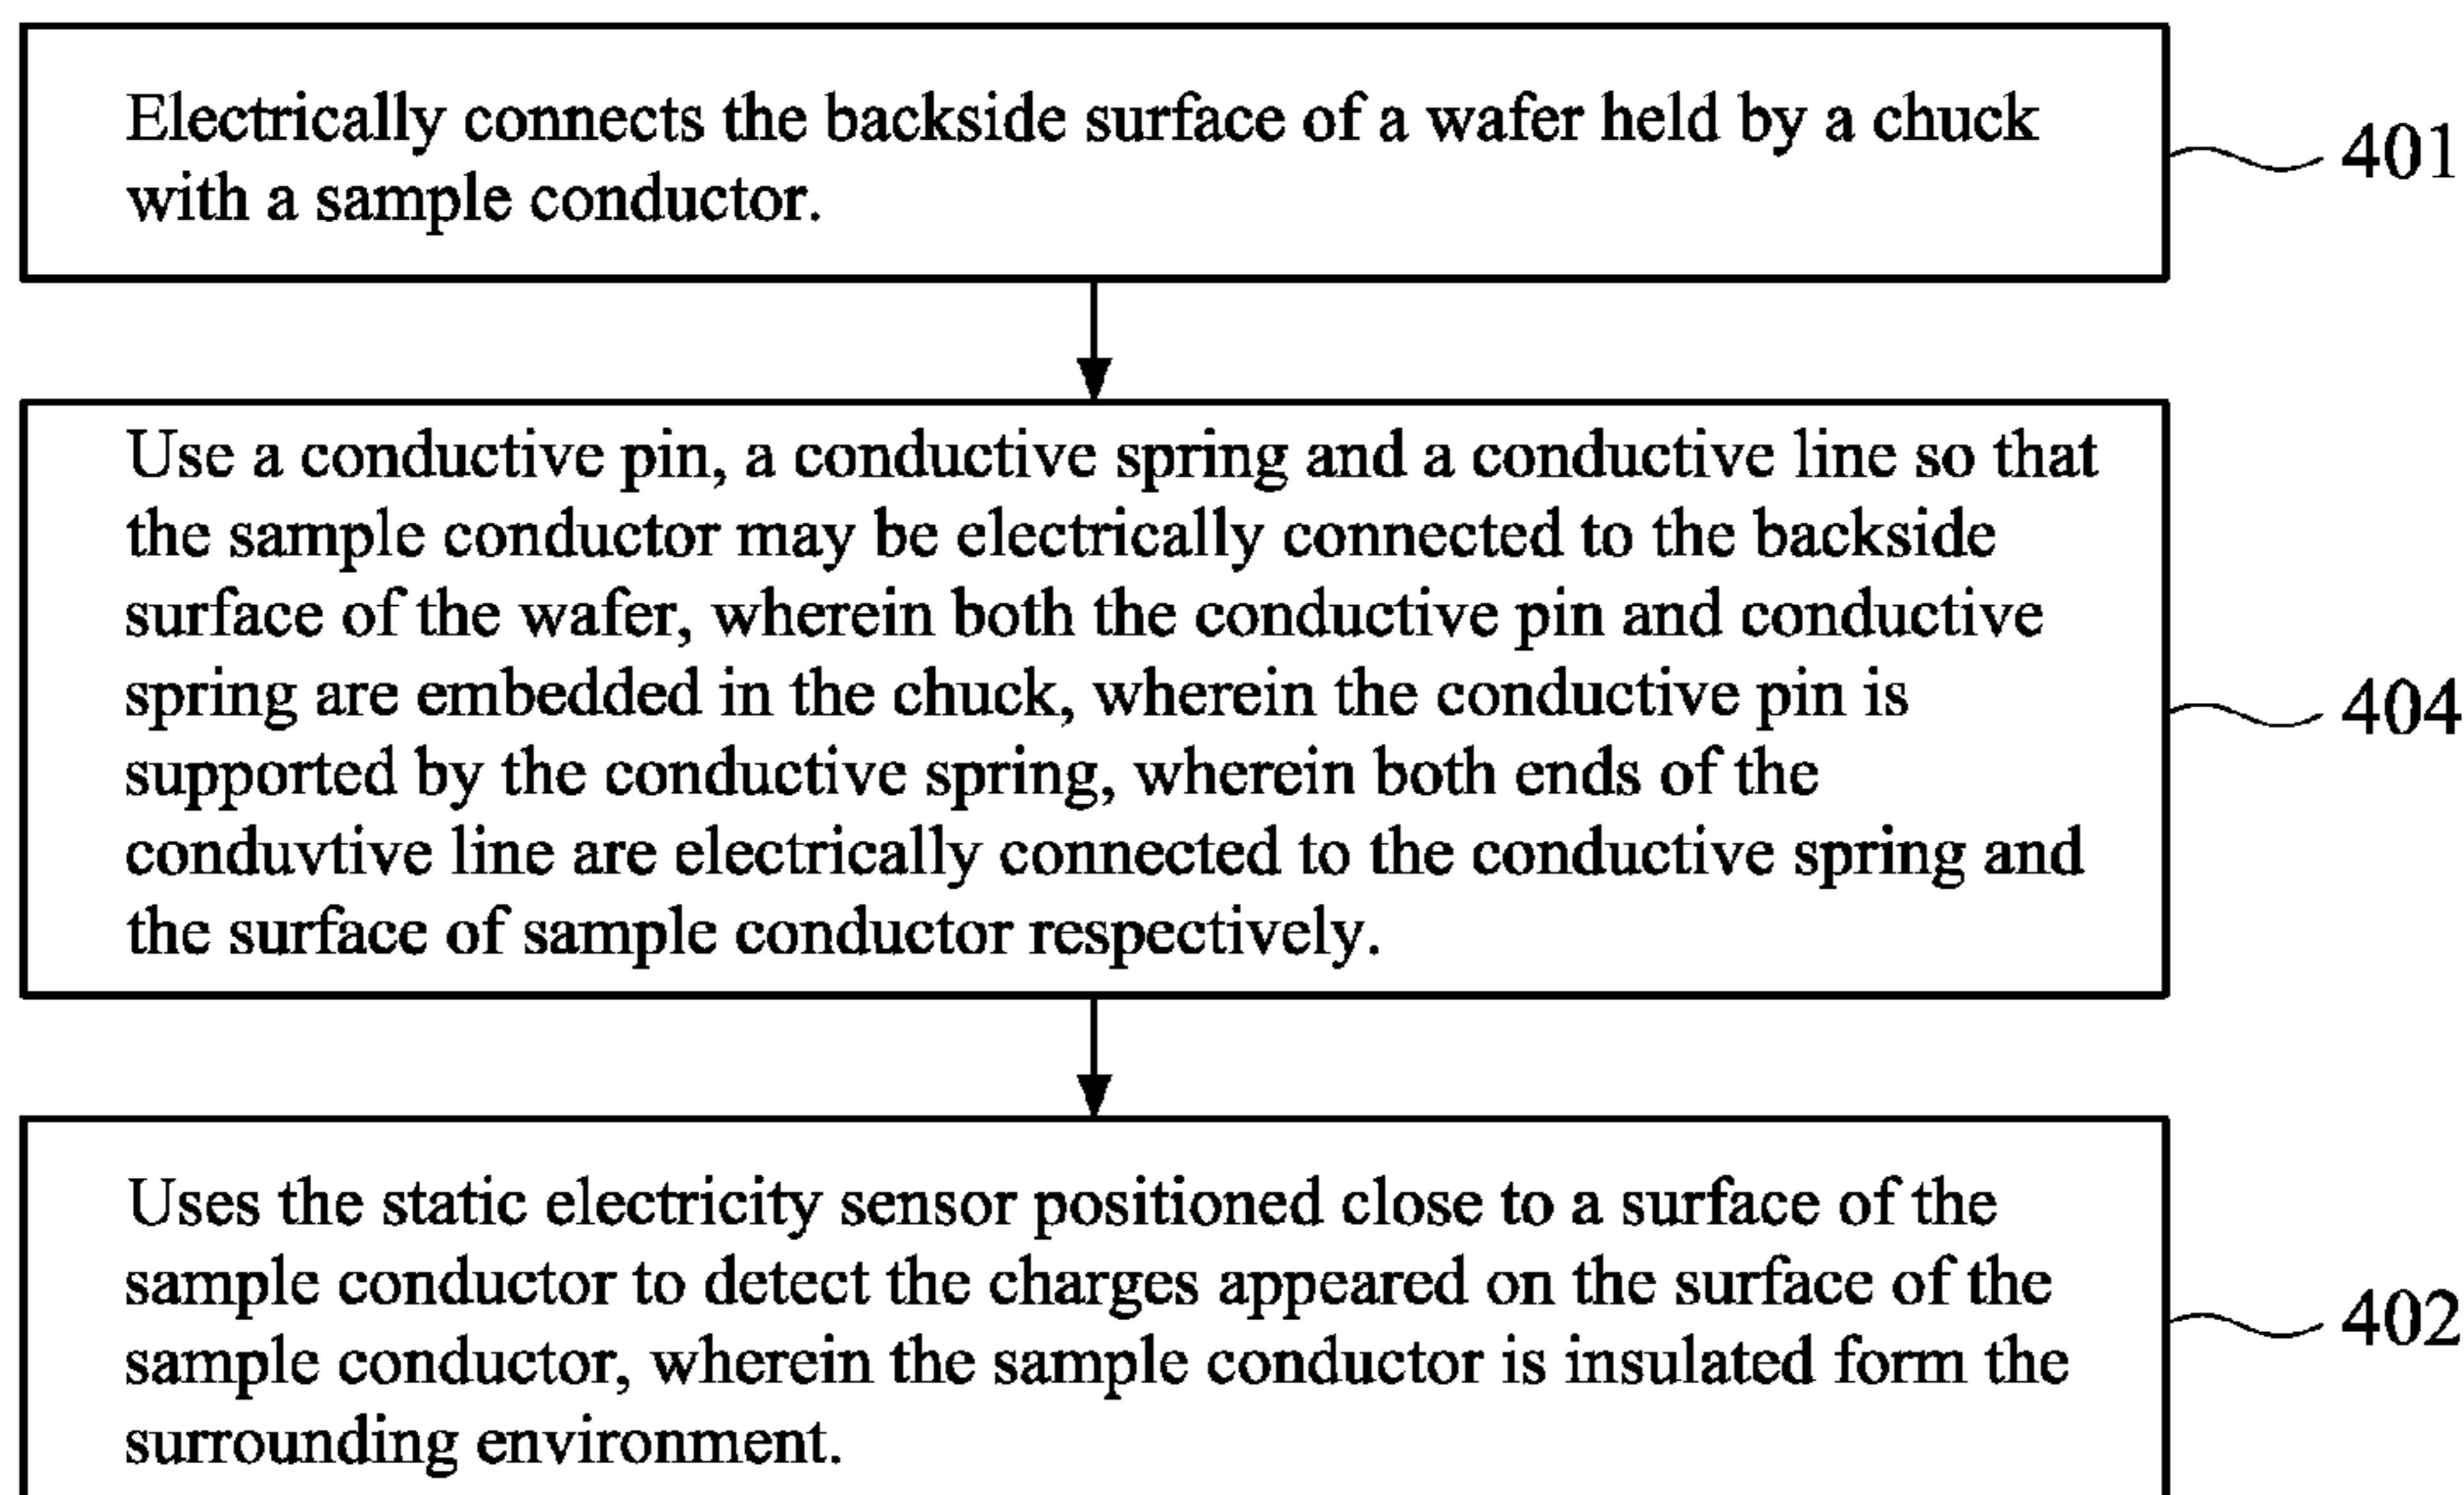 Electrically connects the backside surface of a wafer held by a chuck
with a sample conductor.
401
Use a conductive pin, a conductive spring and a conductive line so that
the sample conductor may be electrically connected to the backside
surface of the wafer, wherein both the conductive pin and conductive
spring are embedded in the chuck, wherein the conductive pin is
supported by the conductive spring, wherein both ends of the
conduvtive line are electrically connected to the conductive spring and
the surface of sample conductor respectively.
404
Uses the static electricity sensor positioned close to a surface of the
sample conductor to detect the charges appeared on the surface of the
sample conductor, wherein the sample conductor is insulated form the
surrounding environment.
402